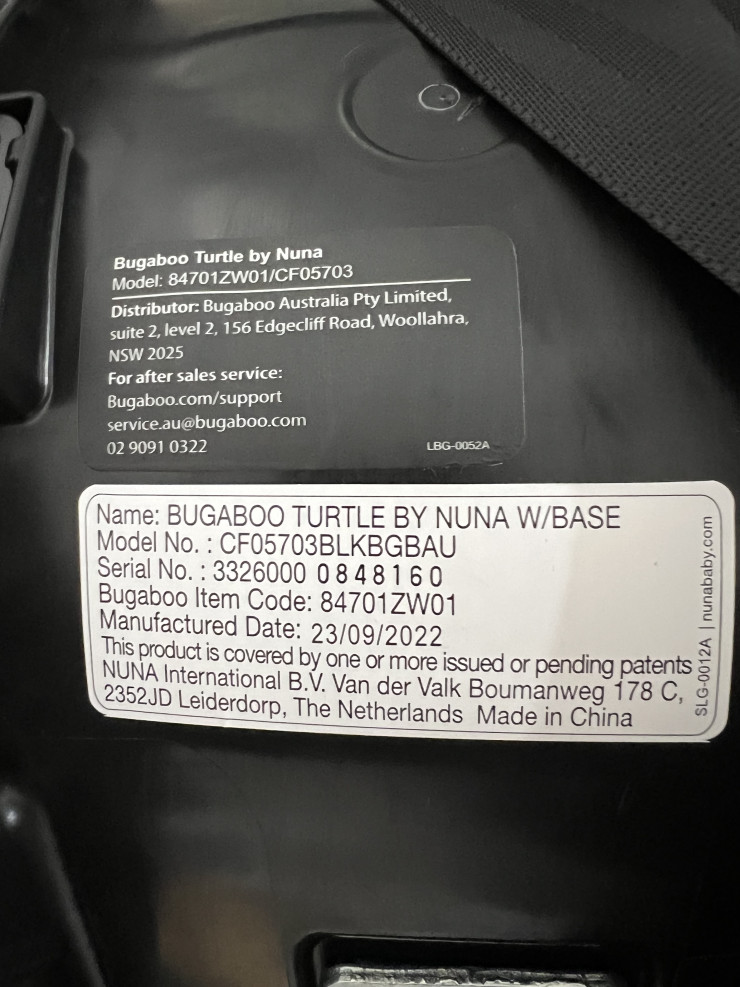 Bugaboo Turtle by Nuna
Model: 84701ZW01/CF05703
Distributor: Bugaboo Australia Pty Limited,
suite 2, level 2, 156 Edgecliff Road, Woollahra,
NSW 2025
For after sales service:
Bugaboo.com/support
service.au@bugaboo.com
02 9091 0322
LBG-0052A
Name: BUGABOO TURTLE BY NUNA W/BASE
Model No. : CF05703BLKBGBAU
Serial No. : 3326000 0848160
Bugaboo Item Code: 84701ZW01
Manufactured Date: 23/09/2022
This product is covered by one or more issued or pending patents
NUNA International B.V. Van der Valk Boumanweg 178 C,
2352JD Leiderdorp, The Netherlands Made in China
SLG-0012A | nunababy.com